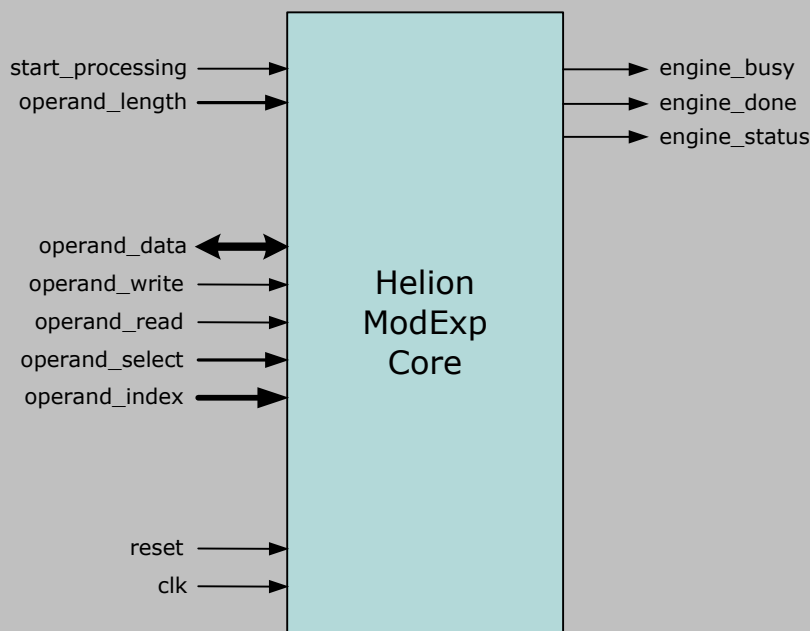 start_processing
operand_length
operand_data
operand_write
operand_read
operand_select
operand_index
reset
clk
Helion
ModExp
Core
engine_busy
engine_done
engine_status